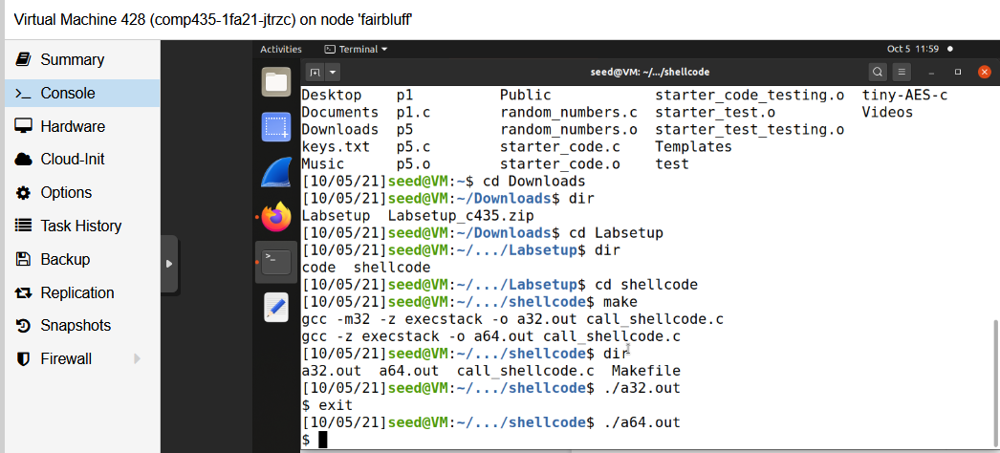 Virtual Machine 428 (comp435-1fa21-jtrzc) on node 'fairbluff'
Summary
Console
Hardware
Cloud-Init
Options
Task History
Backup
Replication
Snapshots
Firewall
Activities
Terminal
Oct 5 11:59
seed@VM: ~/.../shellcode
Desktop p1 Public starter_code_testing.o tiny-AES-c
Documents p1.c random_numbers.c starter_test.o Videos
Downloads p5 random_numbers.o starter_test_testing.o
keys.txt p5.c starter_code.c Templates
Music p5.o starter_code.o test
[10/05/21]seed@VM:~$ cd Downloads
[10/05/21]seed@VM:~/Downloads$ dir
Labsetup Labsetup_c435.zip
[10/05/21]seed@VM:~/Downloads$ cd Labsetup
[10/05/21]seed@VM:~/.../Labsetup$ dir
code shellcode
[10/05/21]seed@VM:~/.../Labsetup$ cd shellcode
[10/05/21]seed@VM:~/.../shellcode$ make
gcc -m32 -z execstack -o a32.out call_shellcode.c
gcc -z execstack -o a64.out call_shellcode.c
[10/05/21]seed@VM:~/.../shellcode$ dir
a32.out a64.out call_shellcode.c Makefile
[10/05/21]seed@VM:~/.../shellcode$ ./a32.out
$ exit
[10/05/21]seed@VM:~/.../shellcode$ ./a64.out
$